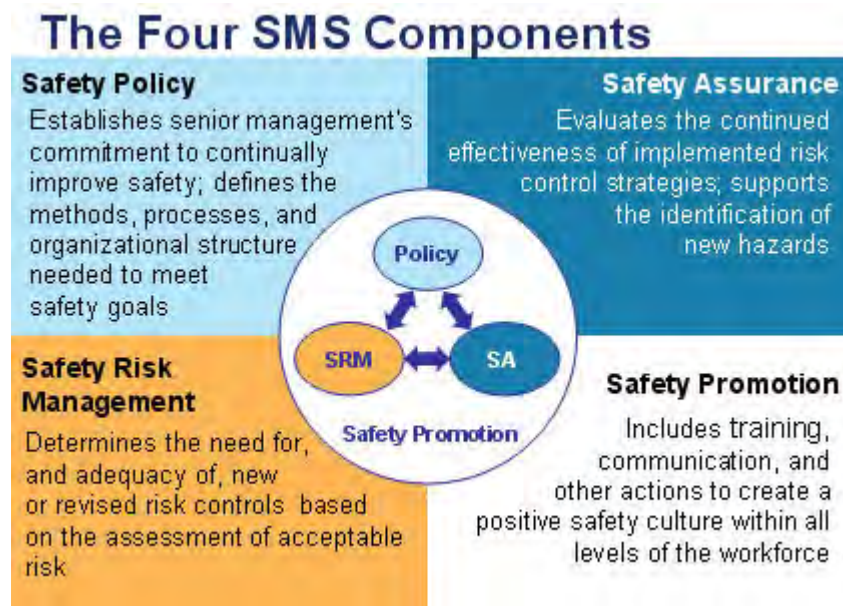 The Four SMS Components
Safety Policy
Establishes senior management's
commitment to continually
improve safety; defines the
methods, processes, and
organizational structure
needed to meet
safety goals
Safety Assurance
Evaluates the continued
effectiveness of implemented risk
control strategies; supports
the identification of
new hazards
Policy
SRM
SA
Safety Promotion
Safety Risk
Management
Determines the need for,
and adequacy of, new
or revised risk controls based
on the assessment of acceptable
risk
Safety Promotion
Includes training,
communication, and
other actions to create a
positive safety culture within all
levels of the workforce